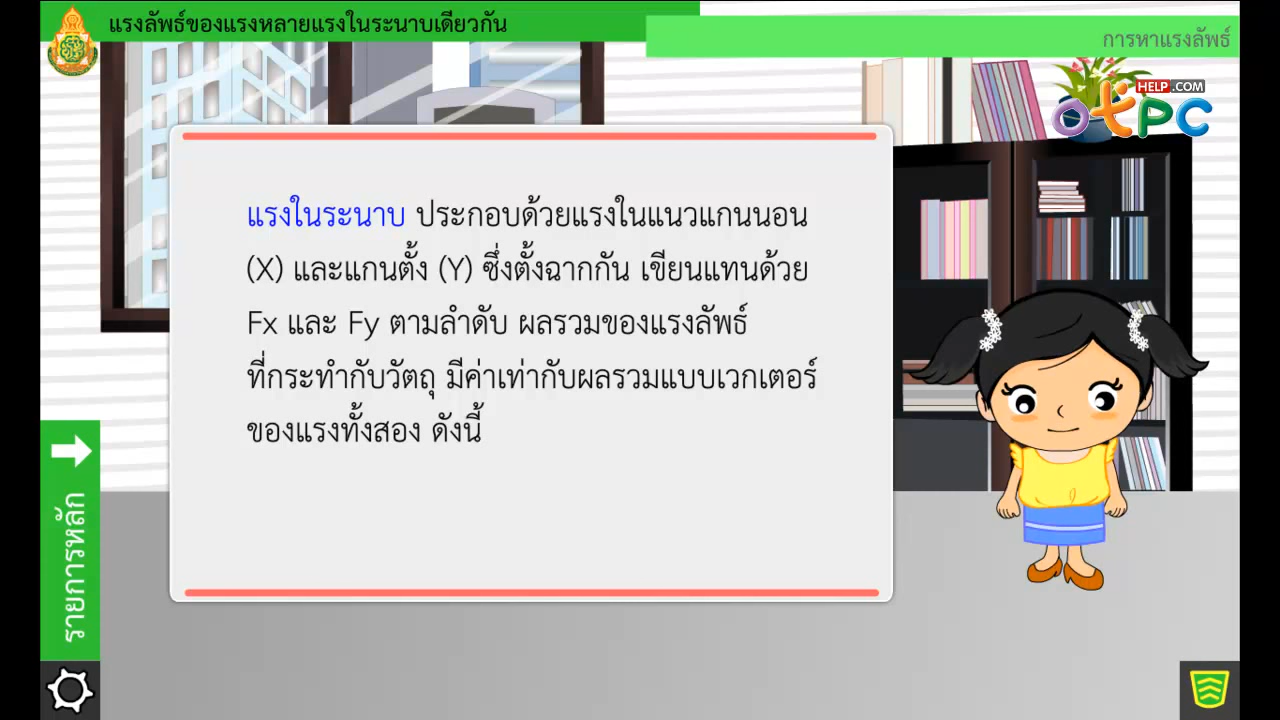 แรงลัพธ์ของแรงหลายแรงในระนาบเดียวกัน
การหาแรงลัพธ์
HELP.COM
otPC
แรงในระนาบ ประกอบด้วยแรงในแนวแกนนอน
(X) และแกนตั้ง (Y) ซึ่งตั้งฉากกัน เขียนแทนด้วย
Fx และ Fy ตามลำดับ ผลรวมของแรงลัพธ์
ที่กระทำกับวัตถุ มีค่าเท่ากับผลรวมแบบเวกเตอร์
ของแรงทั้งสอง ดังนี้
รายการหลัก